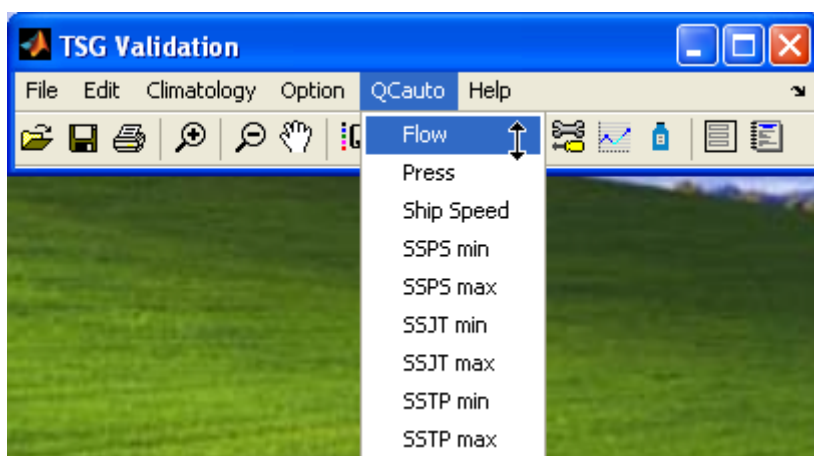 TSG Validation
File Edit Climatology Option QCauto Help
Flow
Press
Ship Speed
SSPS min
SSPS max
SSJT min
SSJT max
SSTP min
SSTP max